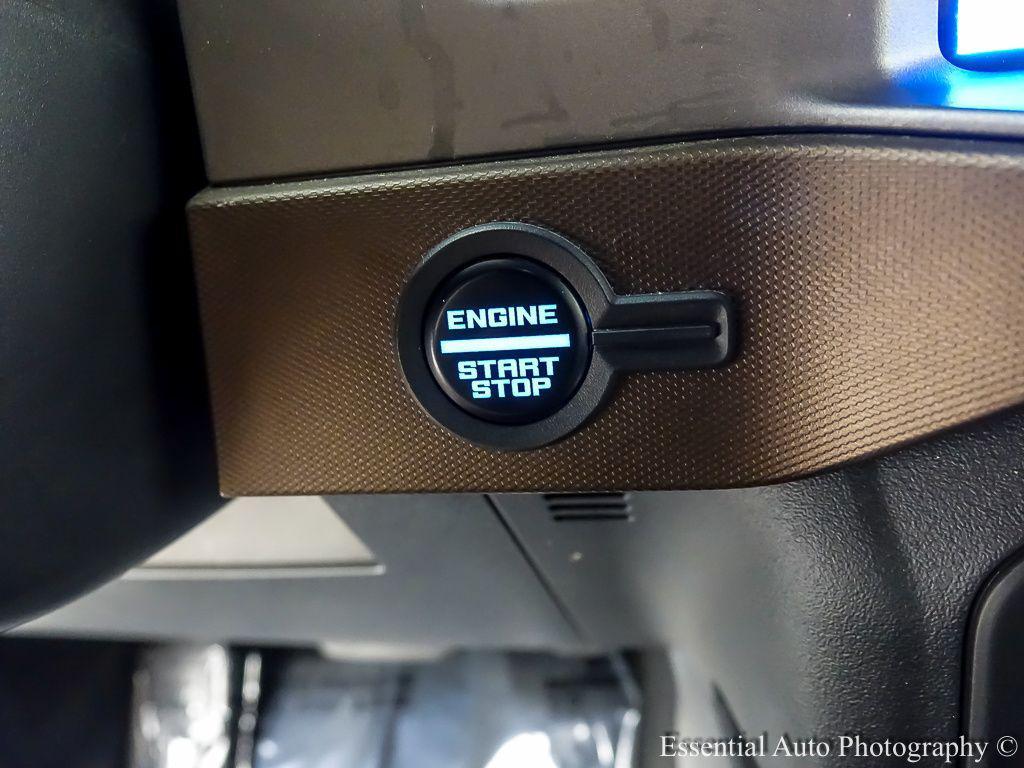 ENGINE
START
STOP
Essential Auto Photography ©